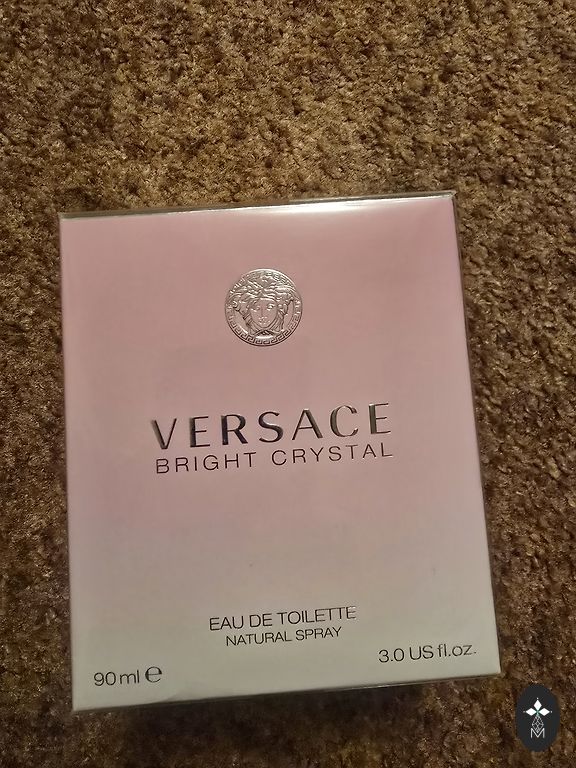 VERSACE
BRIGHT CRYSTAL
EAU DE TOILETTE
NATURAL SPRAY
90 ml ℮
3.0 US fl.oz.
M